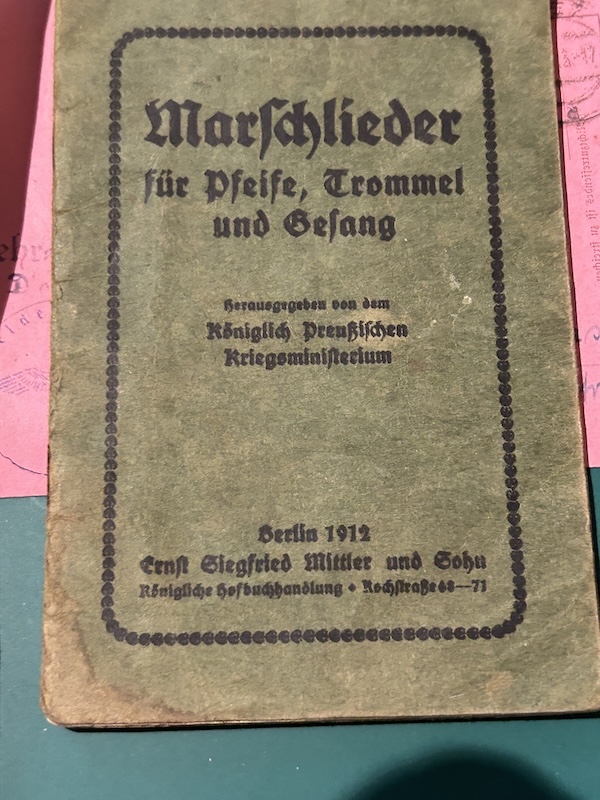 Marschlieder
für Pfeife, Trommel
und Gesang
Herausgegeben von dem
Königlich Preußischen
Kriegsministerium
Berlin 1912
Ernst Siegfried Mittler und Sohn
Königliche Hofbuchhandlung • Kochstraße 68—71